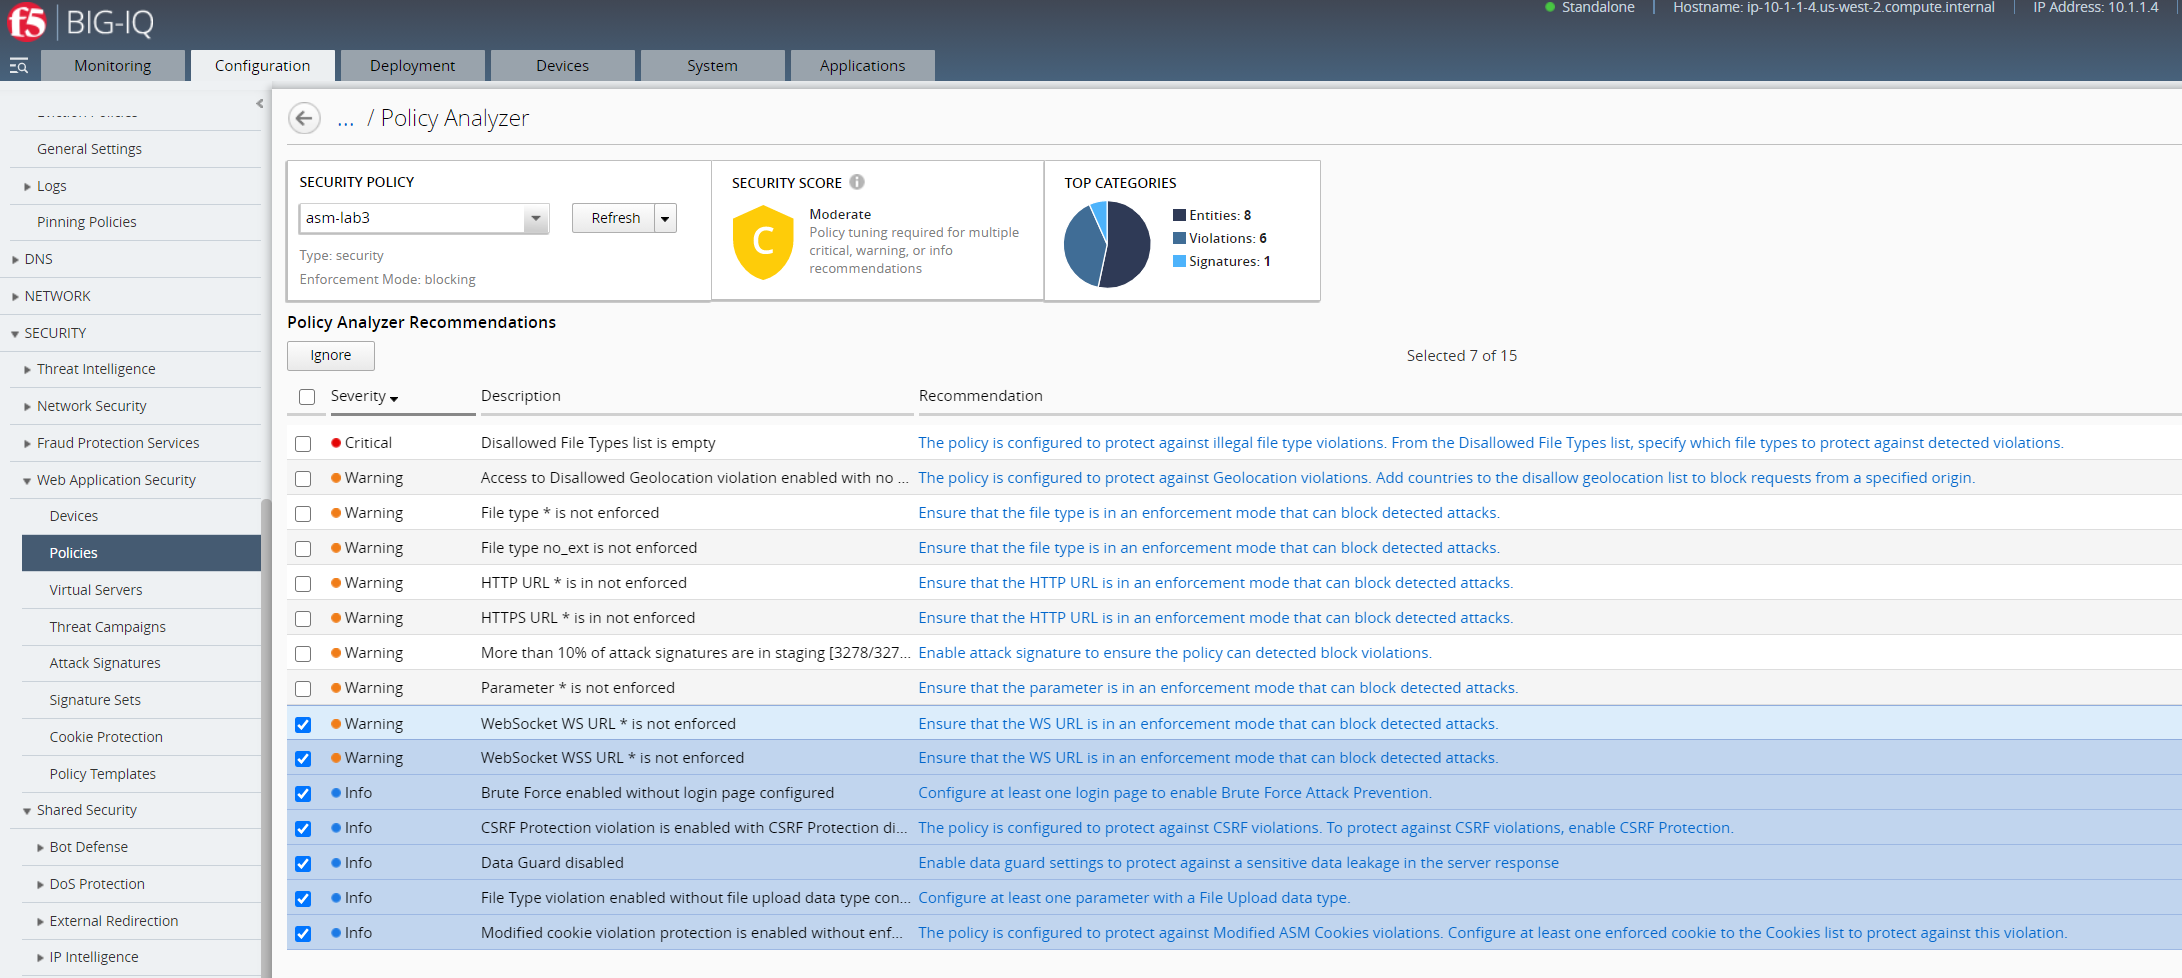 f5 BIG-IQ
Standalone
Hostname: ip-10-1-1-4.us-west-2.compute.internal
IP Address: 10.1.1.4
Monitoring
Configuration
Deployment
Devices
System
Applications
General Settings
Logs
Pinning Policies
DNS
NETWORK
SECURITY
Threat Intelligence
Network Security
Fraud Protection Services
Web Application Security
Devices
Policies
Virtual Servers
Threat Campaigns
Attack Signatures
Signature Sets
Cookie Protection
Policy Templates
Shared Security
Bot Defense
DoS Protection
External Redirection
IP Intelligence
... / Policy Analyzer
SECURITY POLICY
asm-lab3
Refresh
Type: security
Enforcement Mode: blocking
SECURITY SCORE
C
Moderate
Policy tuning required for multiple
critical, warning, or info
recommendations
TOP CATEGORIES
Entities: 8
Violations: 6
Signatures: 1
Policy Analyzer Recommendations
Ignore
Selected 7 of 15
Severity Description Recommendation
Critical Disallowed File Types list is empty The policy is configured to protect against illegal file type violations. From the Disallowed File Types list, specify which file types to protect against detected violations.
Warning Access to Disallowed Geolocation violation enabled with no ... The policy is configured to protect against Geolocation violations. Add countries to the disallow geolocation list to block requests from a specified origin.
Warning File type * is not enforced Ensure that the file type is in an enforcement mode that can block detected attacks.
Warning File type no_ext is not enforced Ensure that the file type is in an enforcement mode that can block detected attacks.
Warning HTTP URL * is in not enforced Ensure that the HTTP URL is in an enforcement mode that can block detected attacks.
Warning HTTPS URL * is in not enforced Ensure that the HTTP URL is in an enforcement mode that can block detected attacks.
Warning More than 10% of attack signatures are in staging [3278/327... Enable attack signature to ensure the policy can detected block violations.
Warning Parameter * is not enforced Ensure that the parameter is in an enforcement mode that can block detected attacks.
Warning WebSocket WS URL * is not enforced Ensure that the WS URL is in an enforcement mode that can block detected attacks.
Warning WebSocket WSS URL * is not enforced Ensure that the WS URL is in an enforcement mode that can block detected attacks.
Info Brute Force enabled without login page configured Configure at least one login page to enable Brute Force Attack Prevention.
Info CSRF Protection violation is enabled with CSRF Protection di... The policy is configured to protect against CSRF violations. To protect against CSRF violations, enable CSRF Protection.
Info Data Guard disabled Enable data guard settings to protect against a sensitive data leakage in the server response
Info File Type violation enabled without file upload data type con... Configure at least one parameter with a File Upload data type.
Info Modified cookie violation protection is enabled without enf... The policy is configured to protect against Modified ASM Cookies violations. Configure at least one enforced cookie to the Cookies list to protect against this violation.